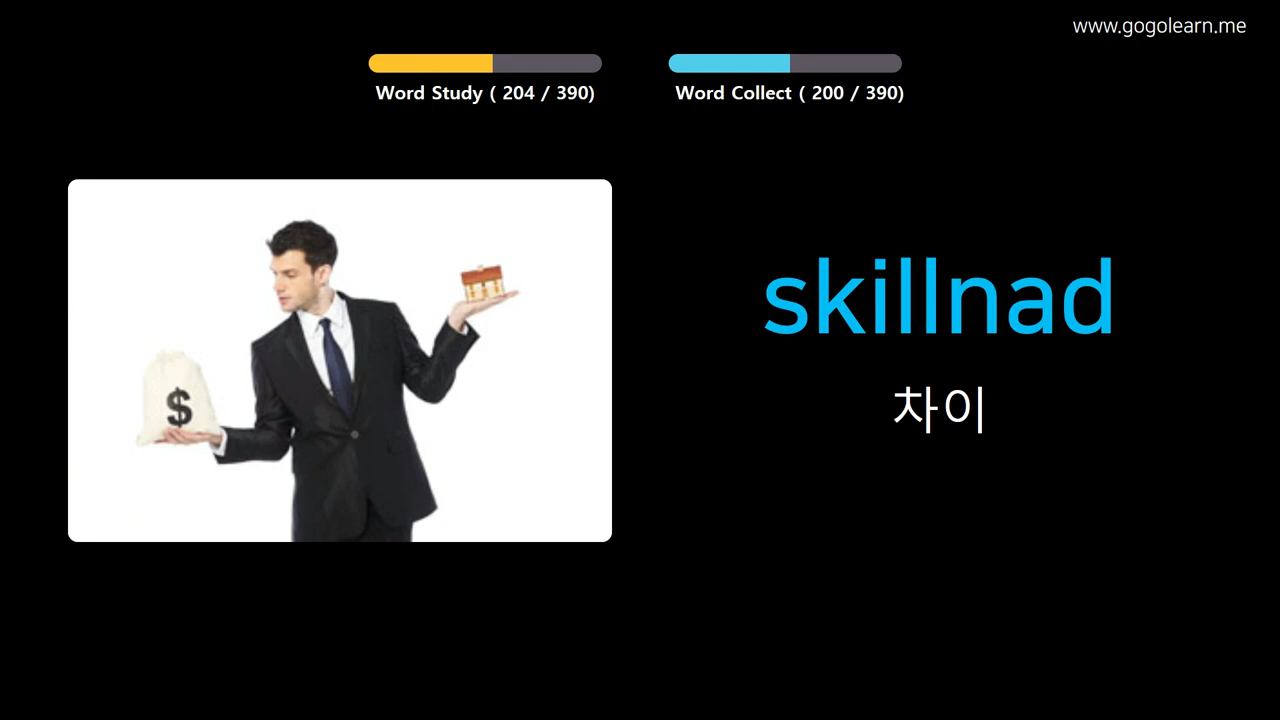 www.gogolearn.me
Word Study ( 204 / 390)
Word Collect ( 200 / 390)
$
skillnad
차이